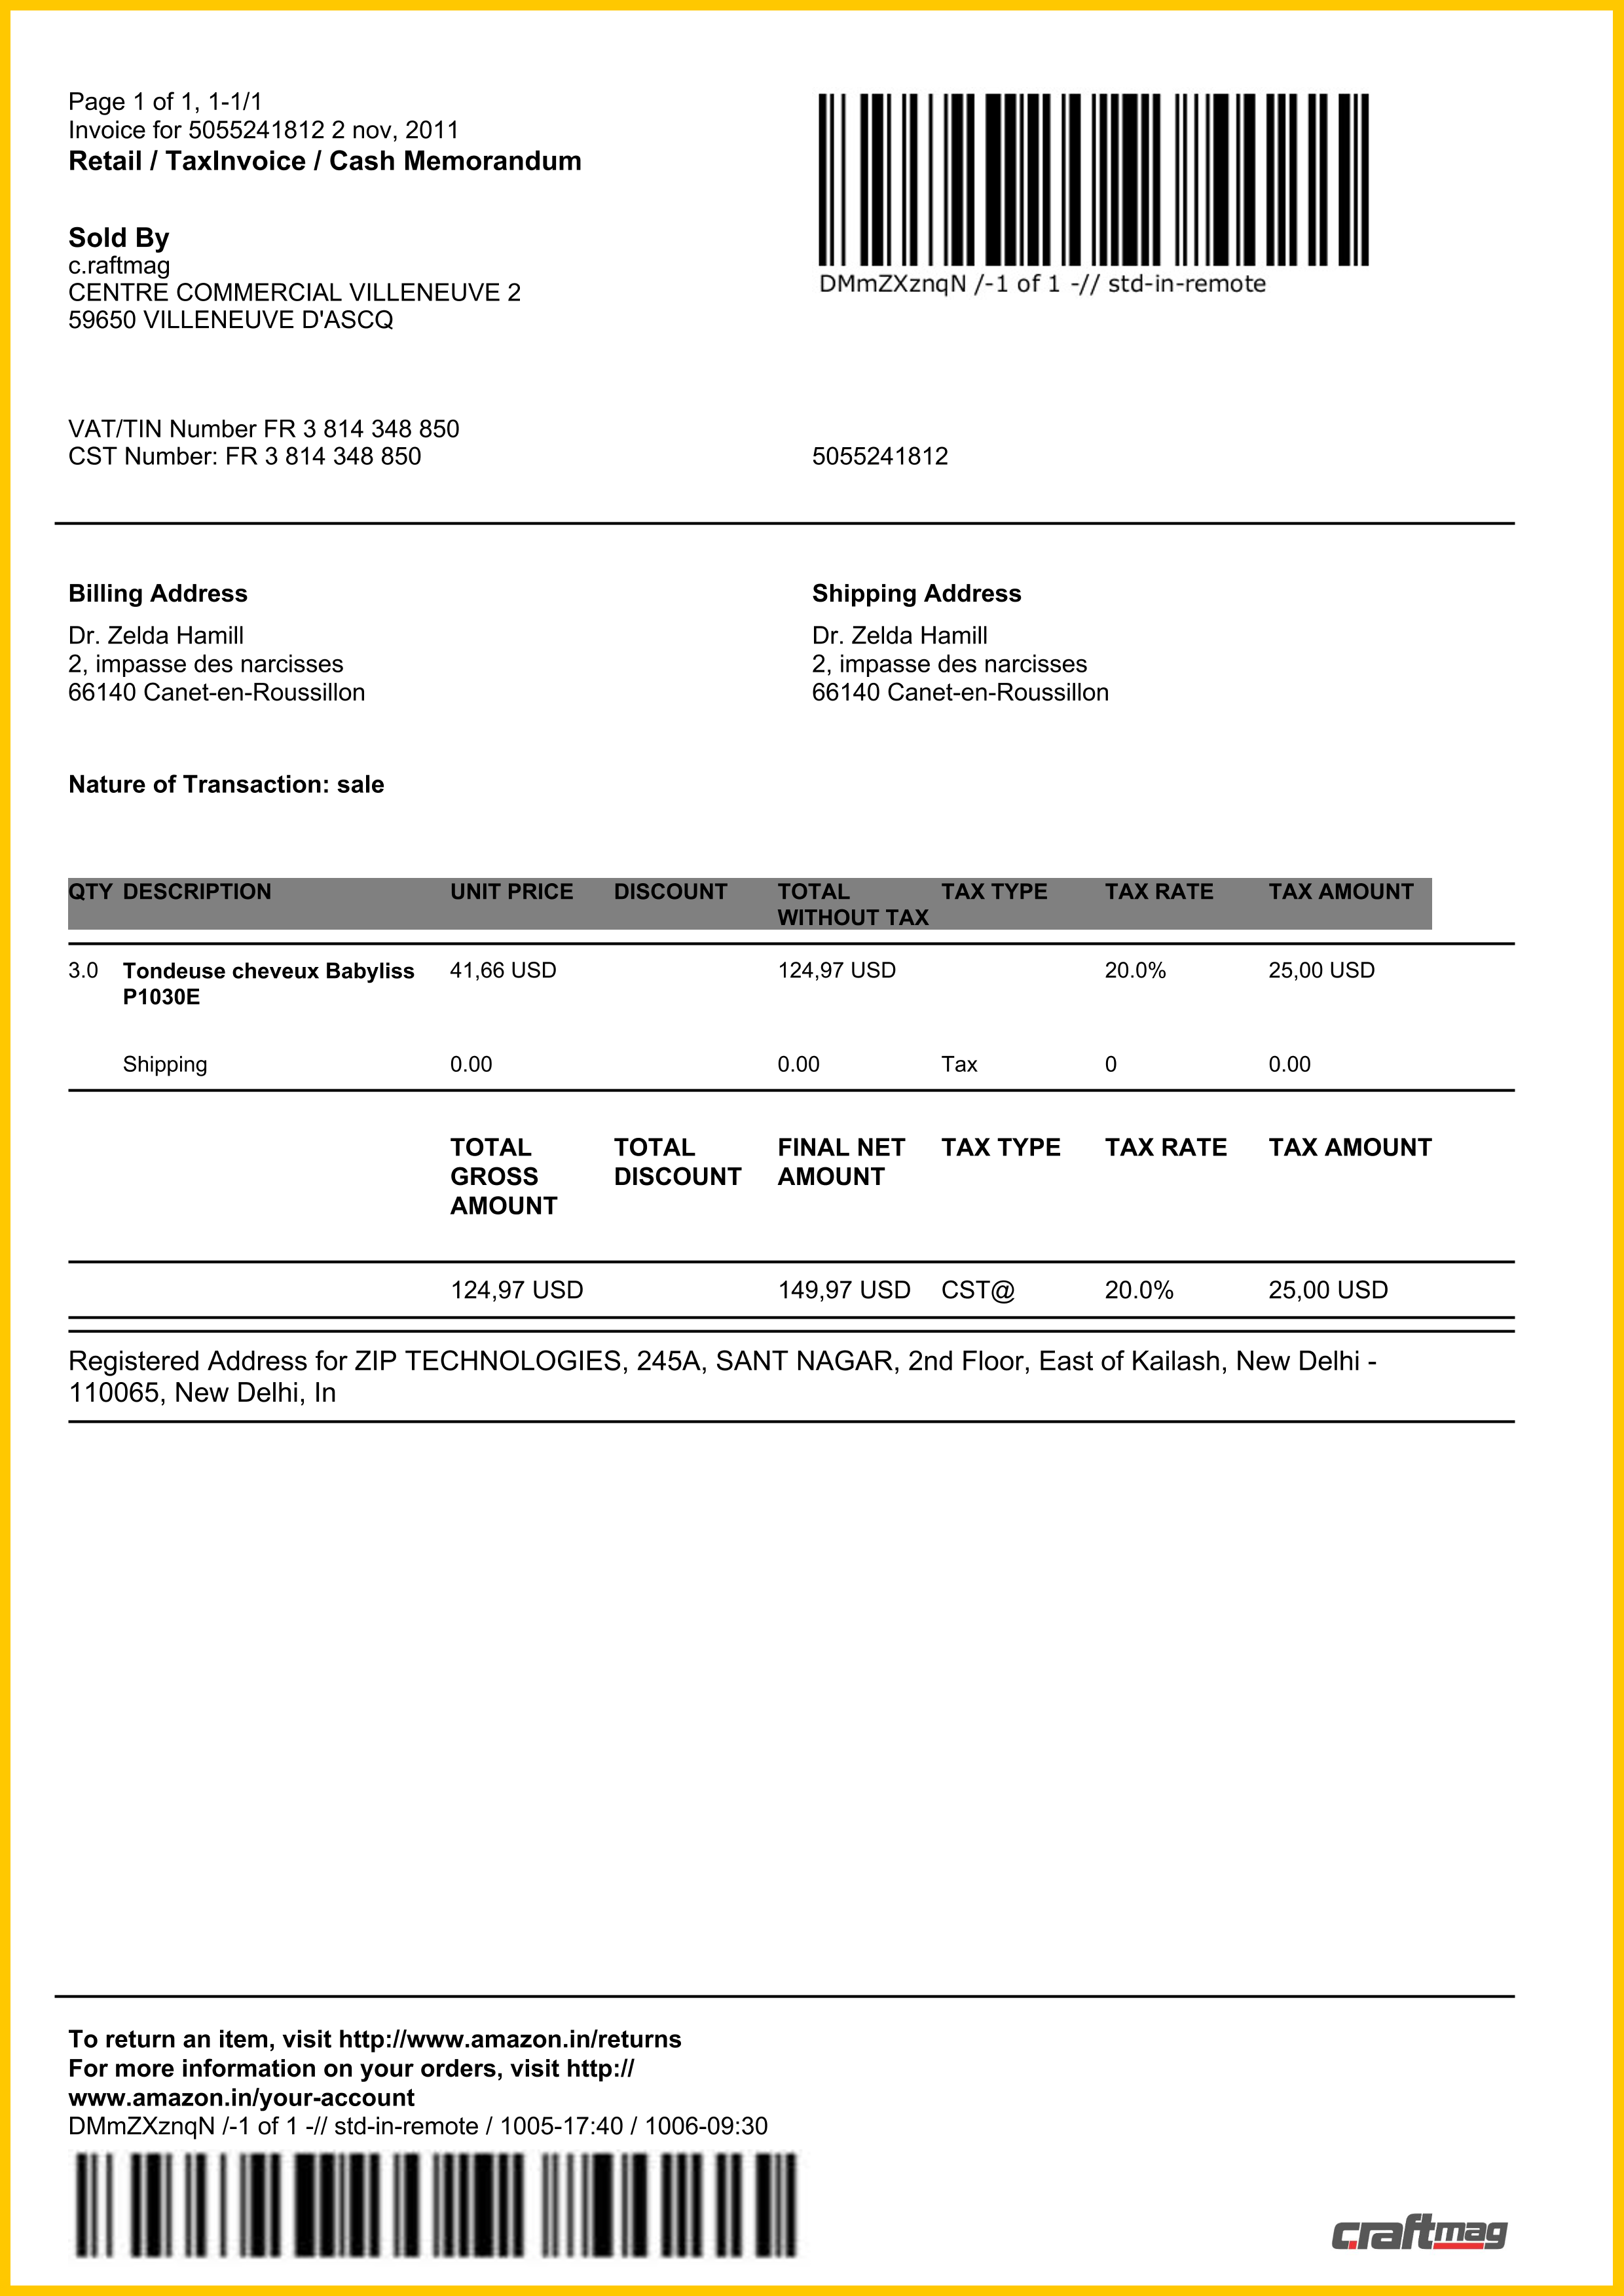 Page 1 of 1, 1-1/1
Invoice for 5055241812 2 nov, 2011
Retail / TaxInvoice / Cash Memorandum
DMmZXznqN /-1 of 1 -// std-in-remote
Sold By
c.raftmag
CENTRE COMMERCIAL VILLENEUVE 2
59650 VILLENEUVE D'ASCQ
VAT/TIN Number FR 3 814 348 850
CST Number: FR 3 814 348 850
5055241812
Billing Address
Dr. Zelda Hamill
2, impasse des narcisses
66140 Canet-en-Roussillon
Shipping Address
Dr. Zelda Hamill
2, impasse des narcisses
66140 Canet-en-Roussillon
Nature of Transaction: sale
QTY DESCRIPTION UNIT PRICE DISCOUNT TOTAL WITHOUT TAX TAX TYPE TAX RATE TAX AMOUNT
3.0 Tondeuse cheveux Babyliss P1030E 41,66 USD 124,97 USD 20.0% 25,00 USD
Shipping 0.00 0.00 Tax 0 0.00
TOTAL GROSS AMOUNT TOTAL DISCOUNT FINAL NET AMOUNT TAX TYPE TAX RATE TAX AMOUNT
124,97 USD 149,97 USD CST@ 20.0% 25,00 USD
Registered Address for ZIP TECHNOLOGIES, 245A, SANT NAGAR, 2nd Floor, East of Kailash, New Delhi -
110065, New Delhi, In
To return an item, visit http://www.amazon.in/returns
For more information on your orders, visit http://
www.amazon.in/your-account
DMmZXznqN /-1 of 1 -// std-in-remote / 1005-17:40 / 1006-09:30
c.raftmag